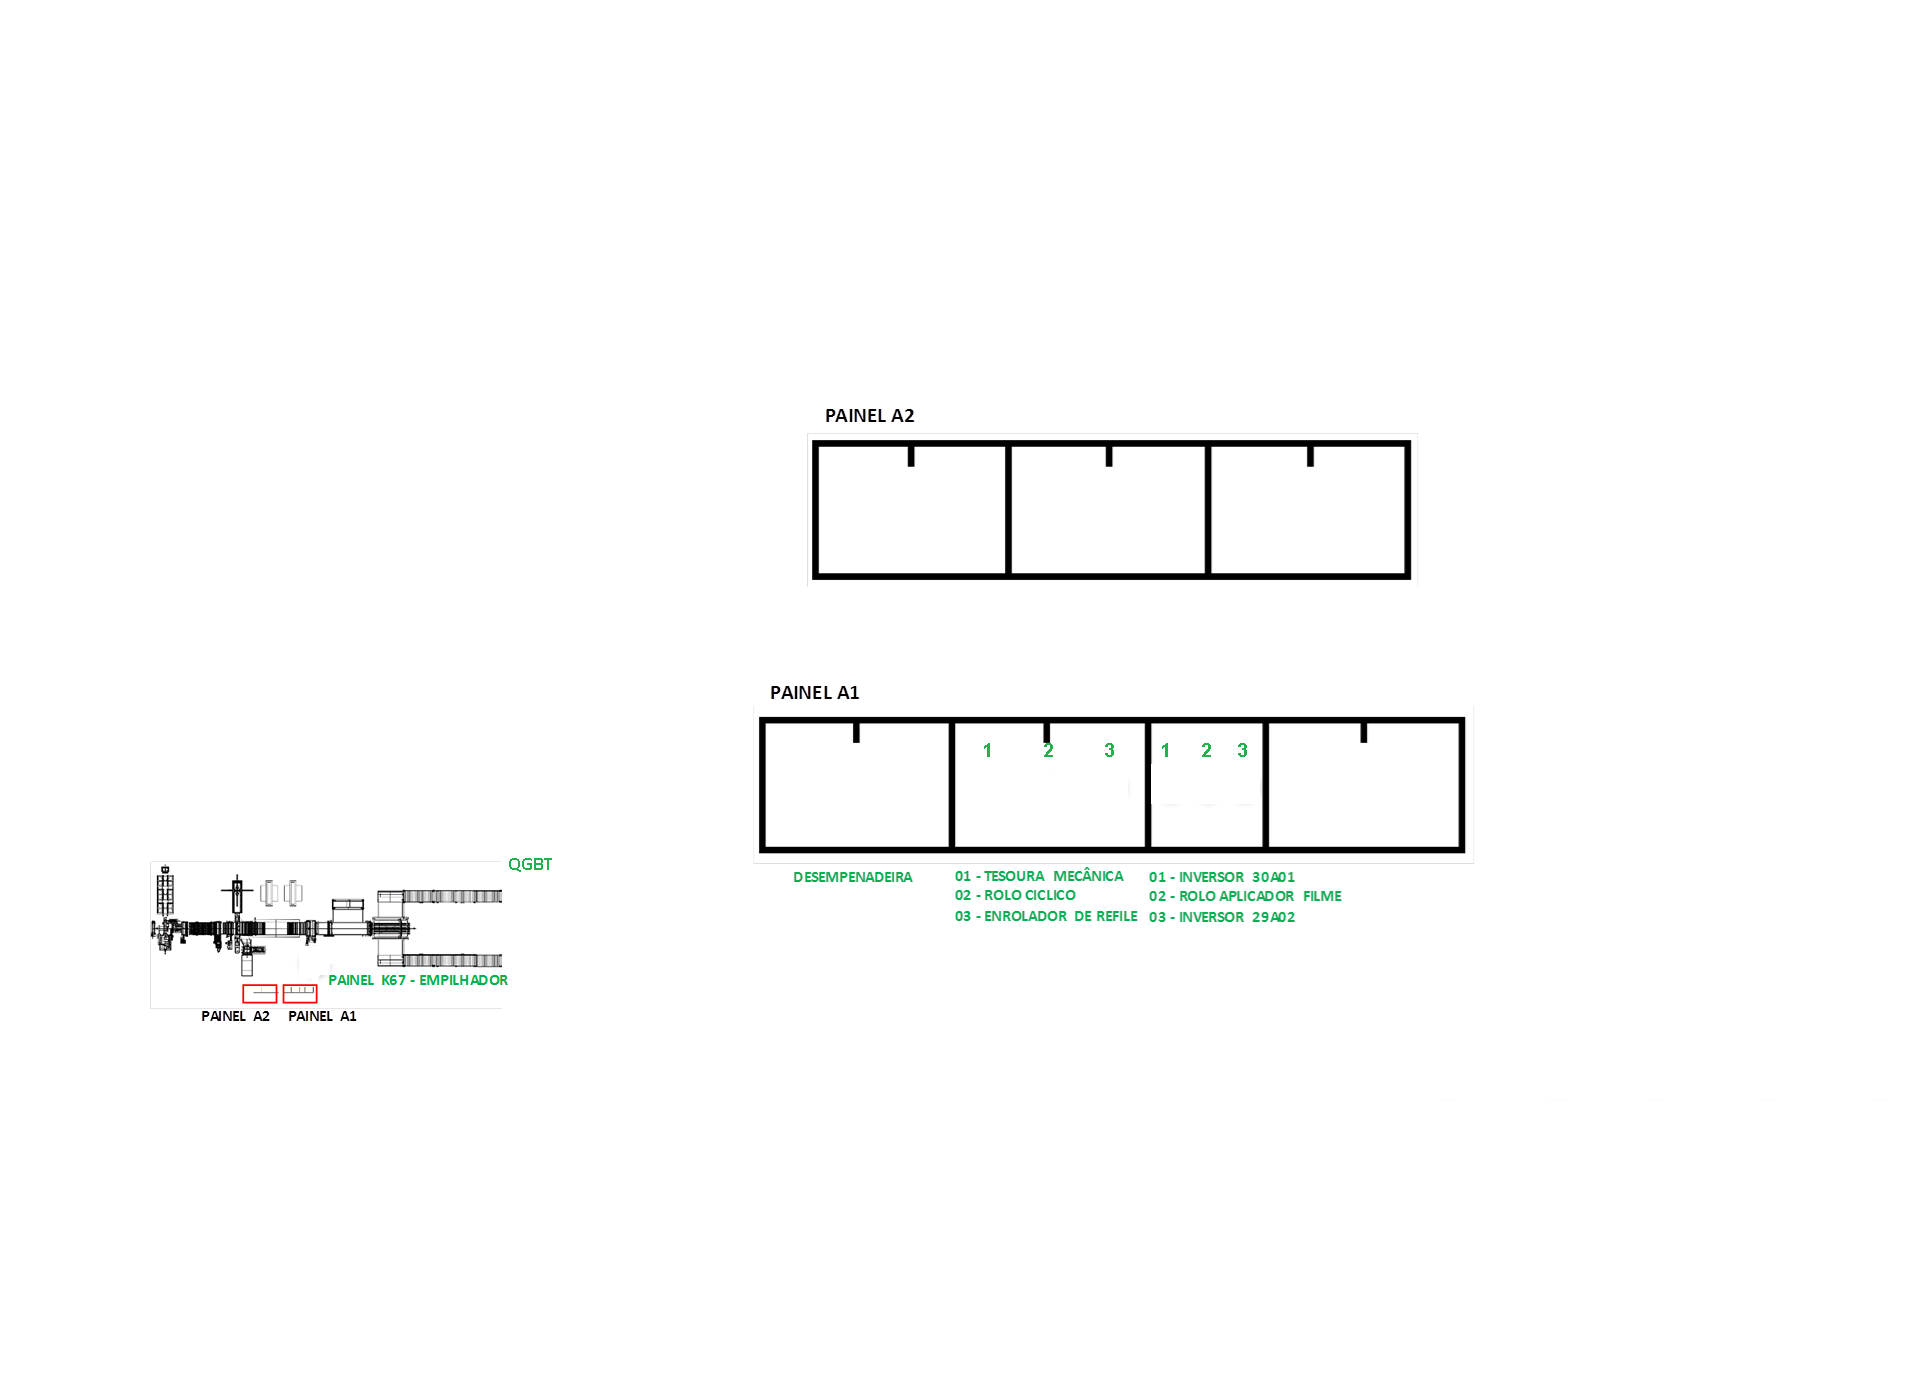 PAINEL A2
PAINEL A1
1 2 3 1 2 3
DESEMPENADEIRA
01 - TESOURA MECÂNICA
02 - ROLO CICLICO
03 - ENROLADOR DE REFILE
01 - INVERSOR 30A01
02 - ROLO APLICADOR FILME
03 - INVERSOR 29A02
QGBT
PAINEL K67 - EMPILHADOR
PAINEL A2 PAINEL A1